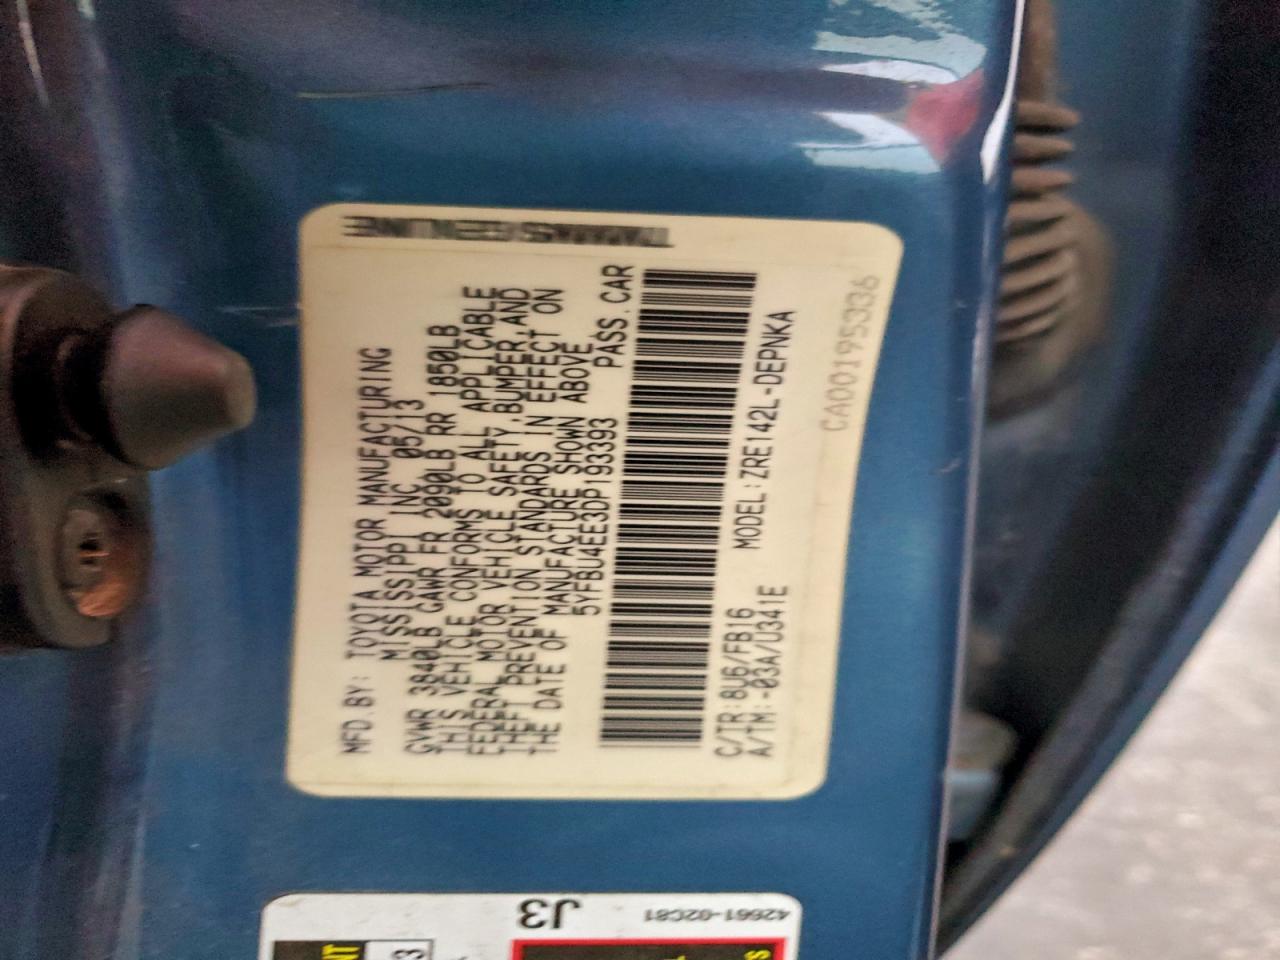 MFD.BY: TOYOTA MOTOR MANUFACTURING
MISSISSIPPI INC 05/13
GVWR 3840LB GAWR FR 2090LB RR 1850LB
THIS VEHICLE CONFORMS TO ALL APPLICABLE
FEDERAL MOTOR VEHICLE SAFETY,BUMPER,AND
THEFT PREVENTION STANDARDS IN EFFECT ON
THE DATE OF MANUFACTURE SHOWN ABOVE.
5YFBU4EE3DP193393 PASS.CAR
C/TR:8U6/FB16 MODEL:ZRE142L-DEPNKA
A/TM:-03A/U341E
CA00195336
J3
42661-02C81
NT
3